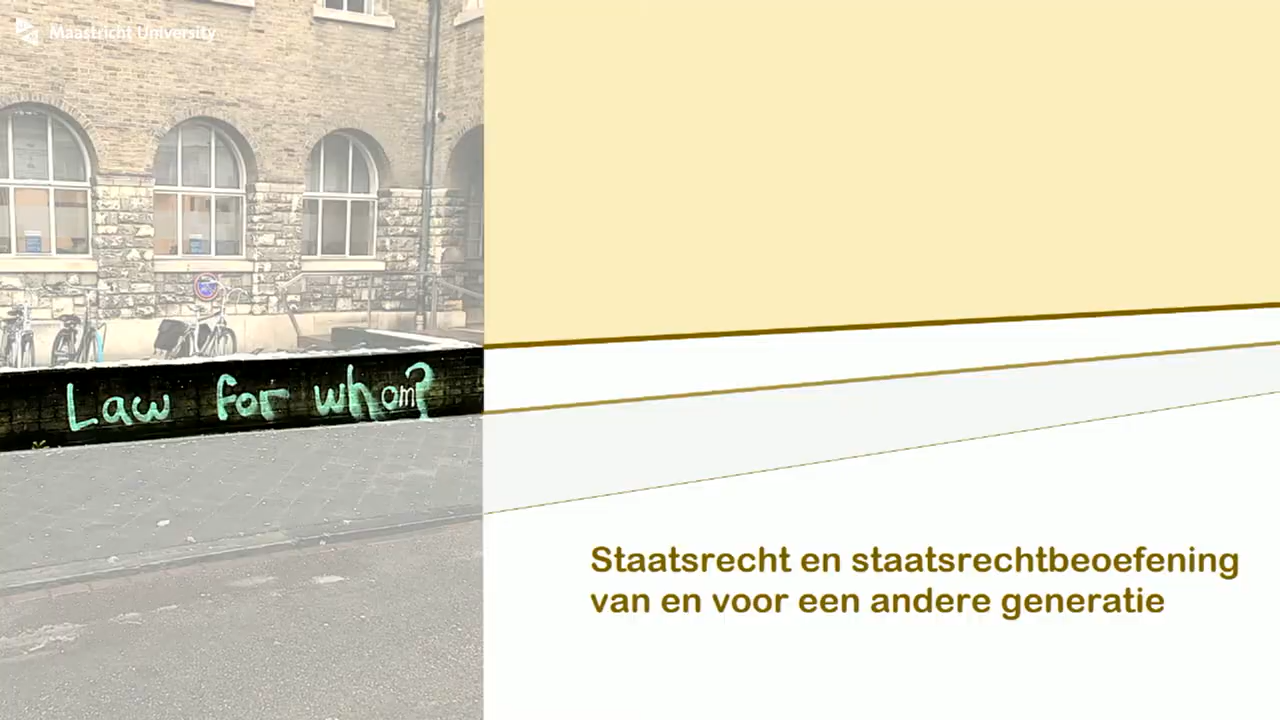 Maastricht University
Law for whom?
Staatsrecht en staatsrechtbeoefening
van en voor een andere generatie